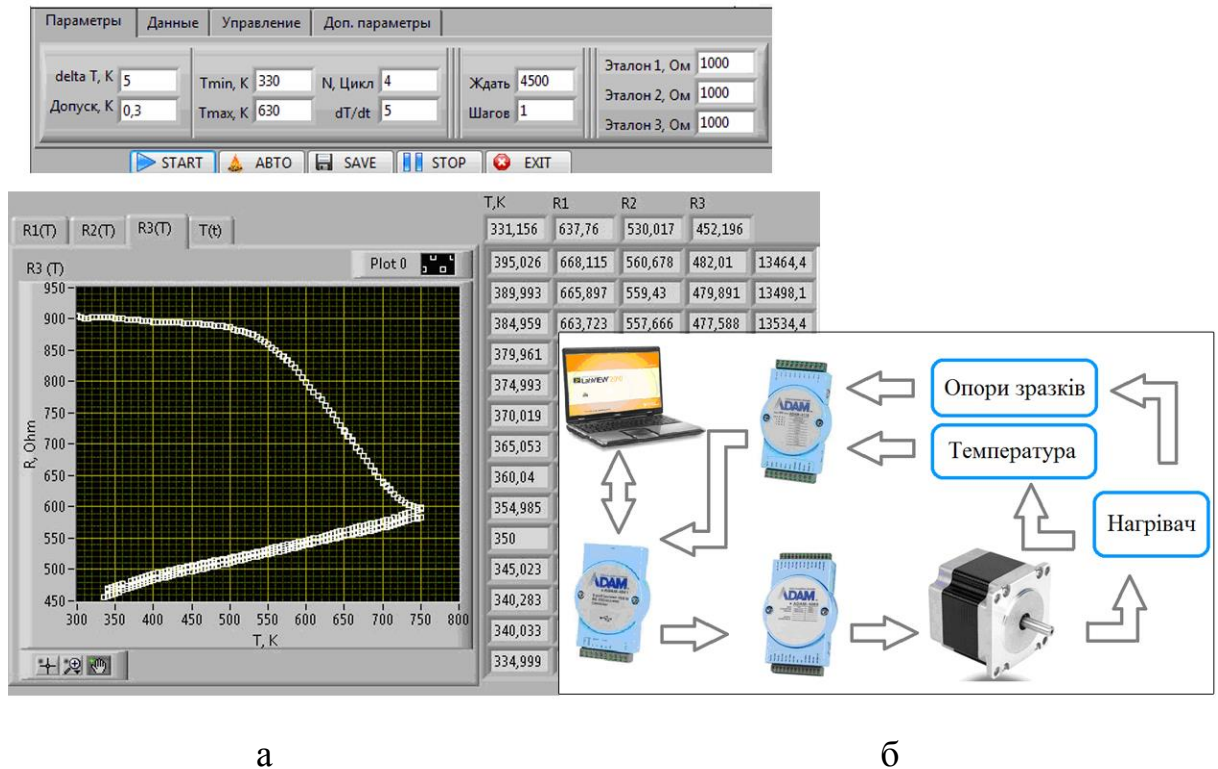 Параметры Данные Управление Доп. параметры
delta T, K 5 Tmin, K 330 N, Цикл 4 Ждать 4500 Эталон 1, Ом 1000
Допуск, К 0,3 Tmax, K 630 dT/dt 5 Шагов 1 Эталон 2, Ом 1000
Эталон 3, Ом 1000
START АВТО SAVE STOP EXIT
T,K R1 R2 R3
R1(T) R2(T) R3(T) T(t)
331,156 637,76 530,017 452,196
R3 (T) Plot 0
395,026 668,115 560,678 482,01 13464,4
389,993 665,897 559,43 479,891 13498,1
384,959 663,723 557,666 477,588 13534,4
379,961
374,993
370,019
365,053
360,04
354,985
350
345,023
340,283
340,033
334,999
R, Ohm
950
900
850
800
750
700
650
600
550
500
450
300 350 400 450 500 550 600 650 700 750 800
T, K
LabVIEW
ADAM
Опори зразків
Температура
Нагрівач
ADAM
ADAM
а б